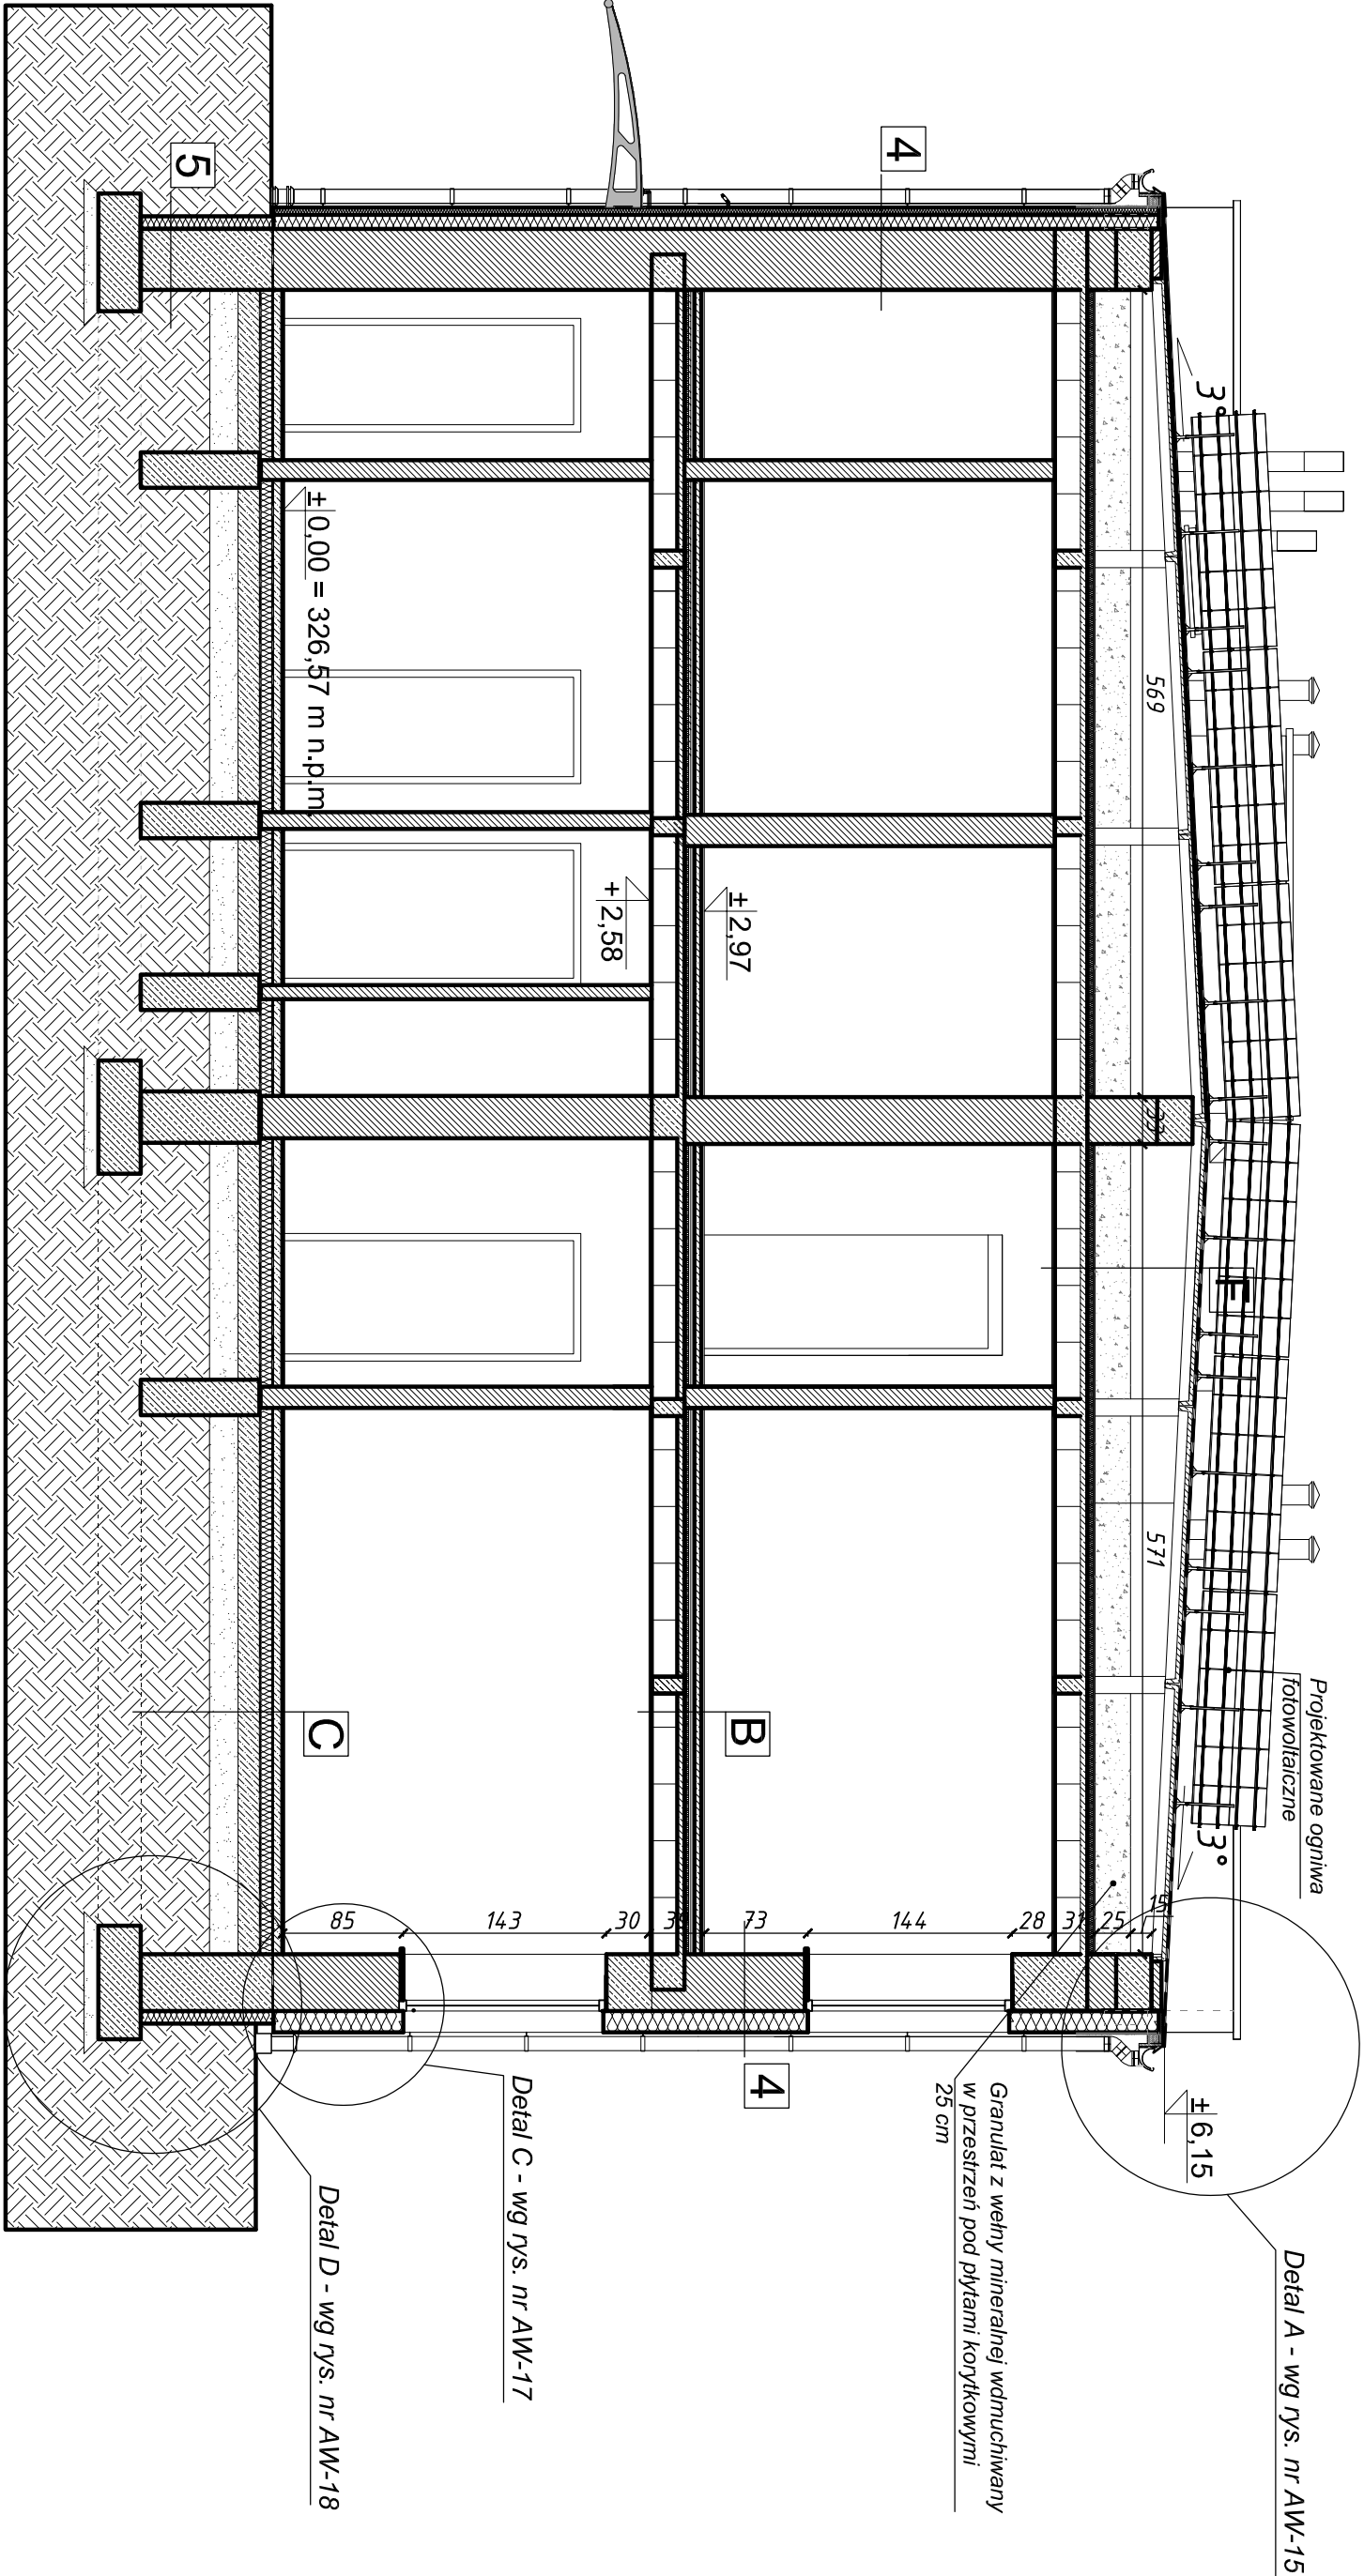 Projektowane ogniwa
fotowoltaiczne
3°
3°
569
571
33
4
5
F
± 6,15
Detal A - wg rys. nr AW-15
Granulat z wełny mineralnej wdmuchiwany
w przestrzeń pod płytami korytkowymi
25 cm
± 2,97
+ 2,58
B
4
±0,00 = 326,57 m n.p.m.
C
85
143
30
73
144
28
31
25
15
Detal C - wg rys. nr AW-17
Detal D - wg rys. nr AW-18